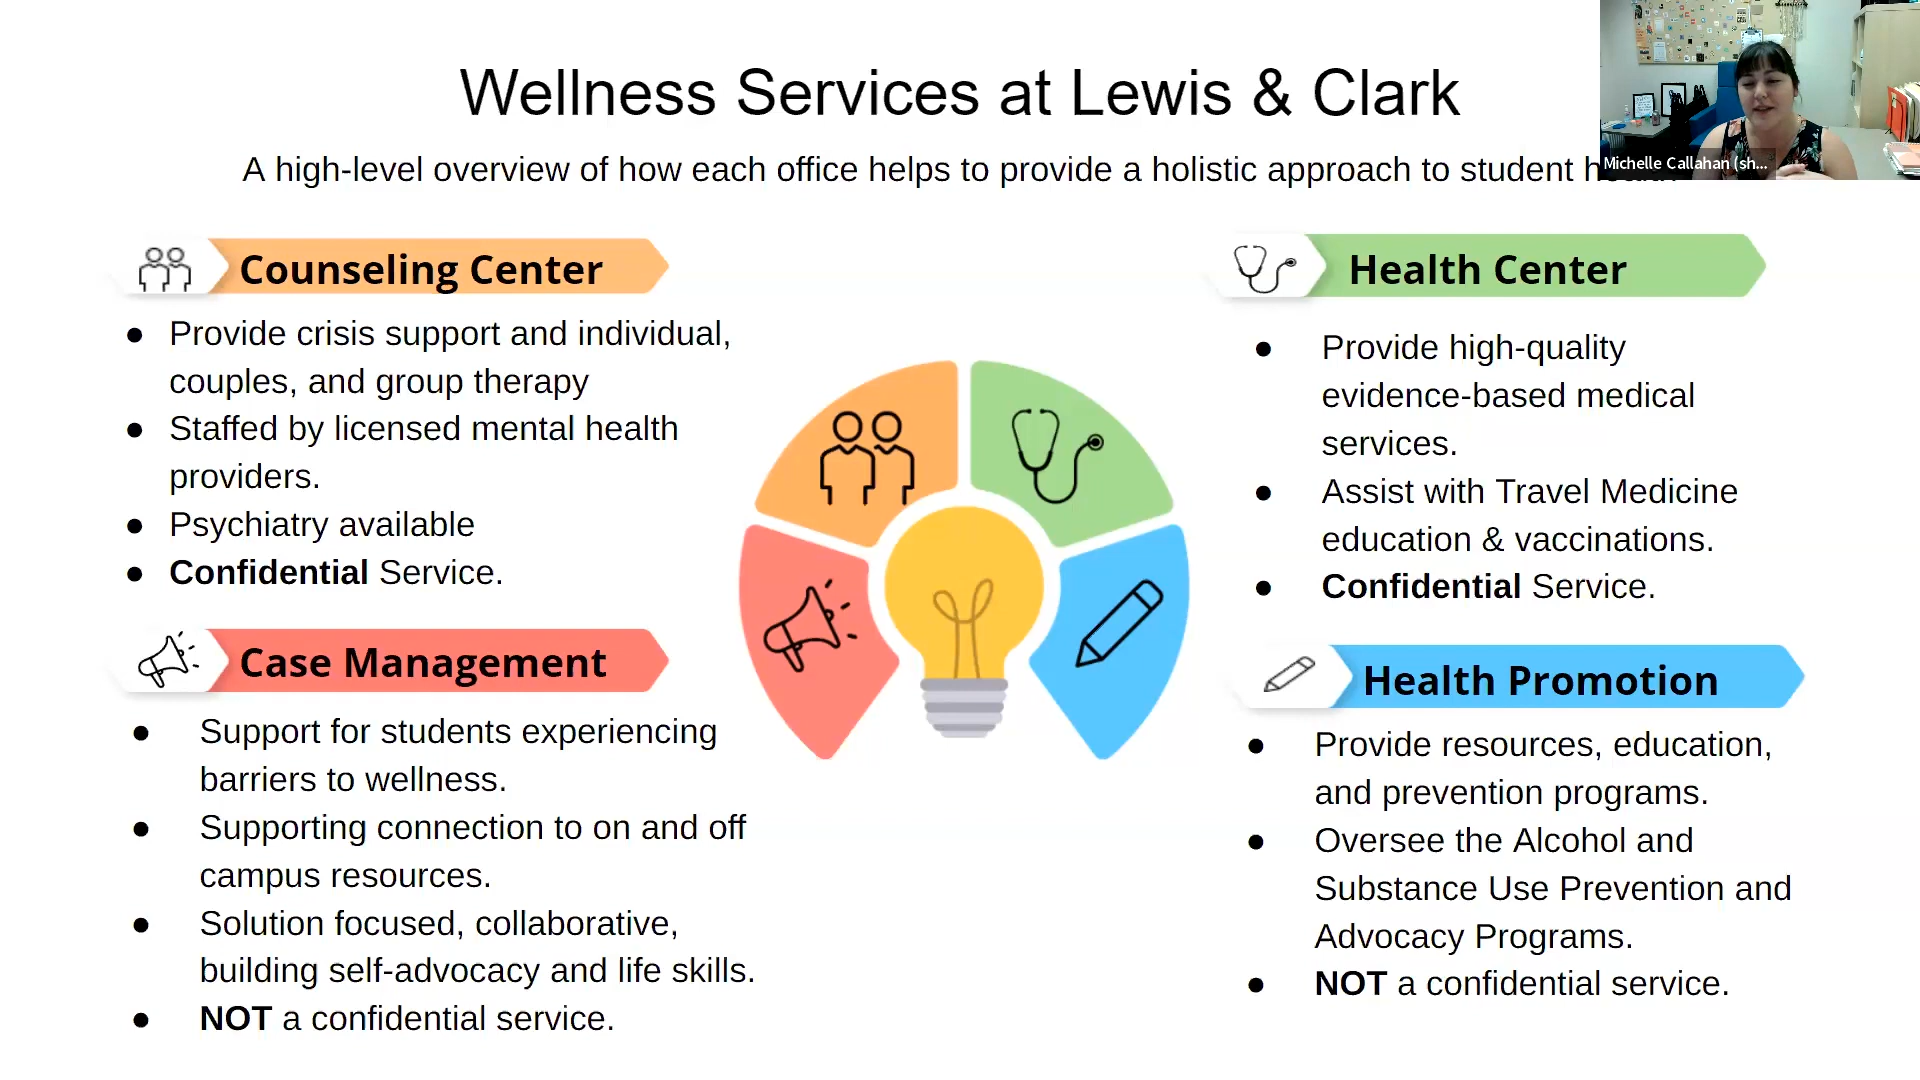 Wellness Services at Lewis & Clark
A high-level overview of how each office helps to provide a holistic approach to student
Michelle Callahan (sh...
Counseling Center
● Provide crisis support and individual,
couples, and group therapy
● Staffed by licensed mental health
providers.
● Psychiatry available
● Confidential Service.
Case Management
● Support for students experiencing
barriers to wellness.
● Supporting connection to on and off
campus resources.
● Solution focused, collaborative,
building self-advocacy and life skills.
● NOT a confidential service.
Health Center
● Provide high-quality
evidence-based medical
services.
● Assist with Travel Medicine
education & vaccinations.
● Confidential Service.
Health Promotion
● Provide resources, education,
and prevention programs.
● Oversee the Alcohol and
Substance Use Prevention and
Advocacy Programs.
● NOT a confidential service.